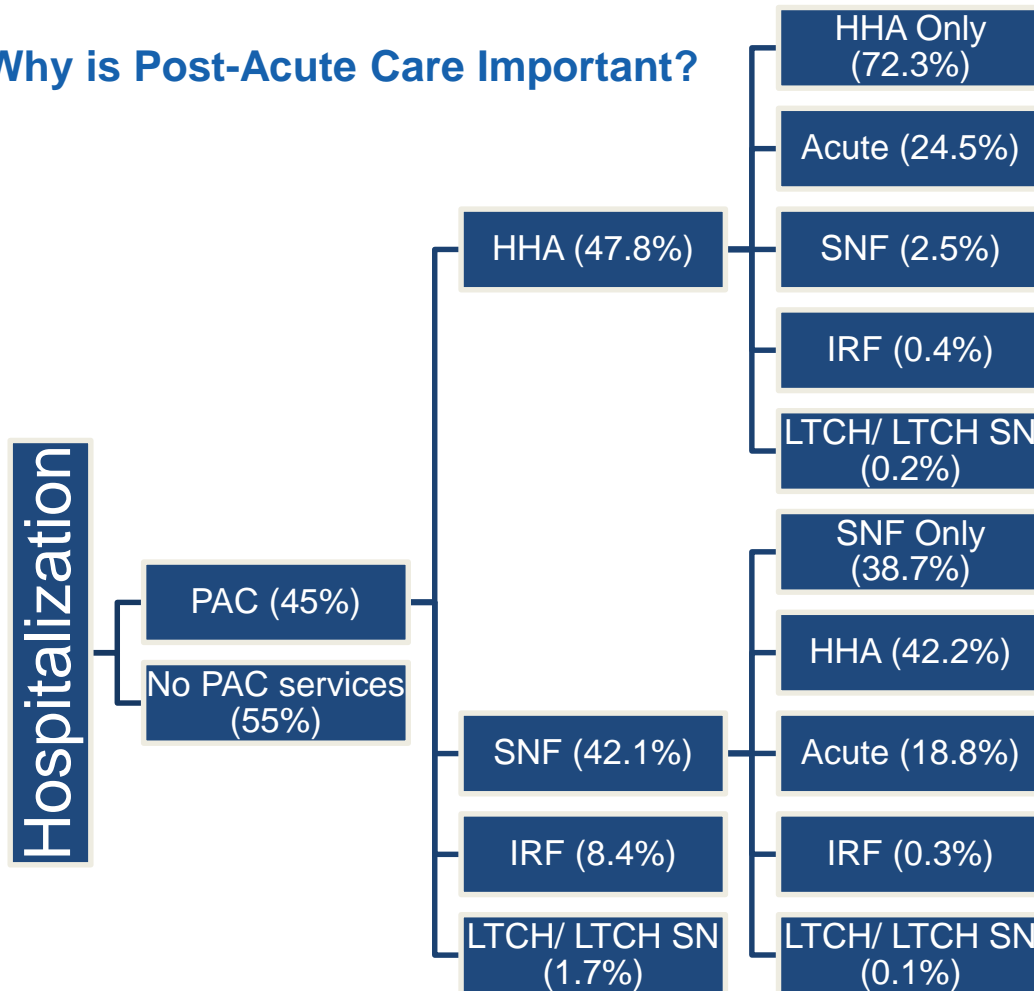 Why is Post-Acute Care Important?
Hospitalization
PAC (45%)
No PAC services
(55%)
HHA (47.8%)
SNF (42.1%)
IRF (8.4%)
LTCH/ LTCH SN
(1.7%)
HHA Only
(72.3%)
Acute (24.5%)
SNF (2.5%)
IRF (0.4%)
LTCH/ LTCH SN
(0.2%)
SNF Only
(38.7%)
HHA (42.2%)
Acute (18.8%)
IRF (0.3%)
LTCH/ LTCH SN
(0.1%)